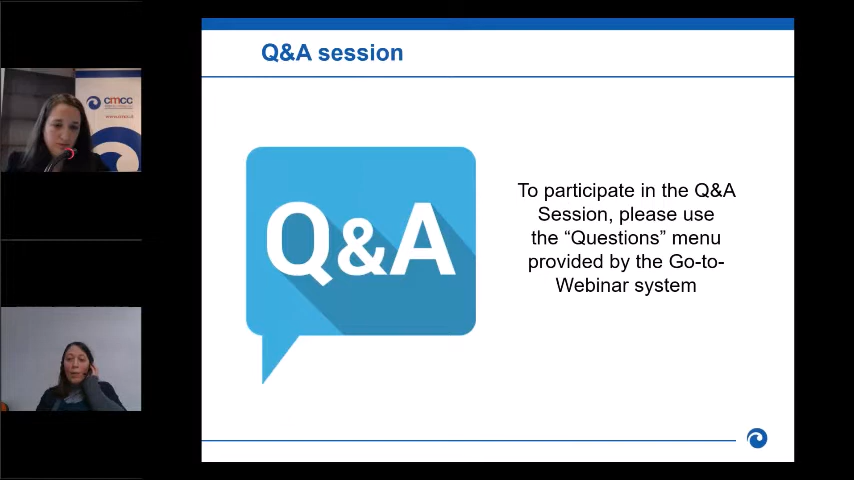 Q&A session
cmcc
Q&A
To participate in the Q&A
Session, please use
the “Questions” menu
provided by the Go-to-
Webinar system